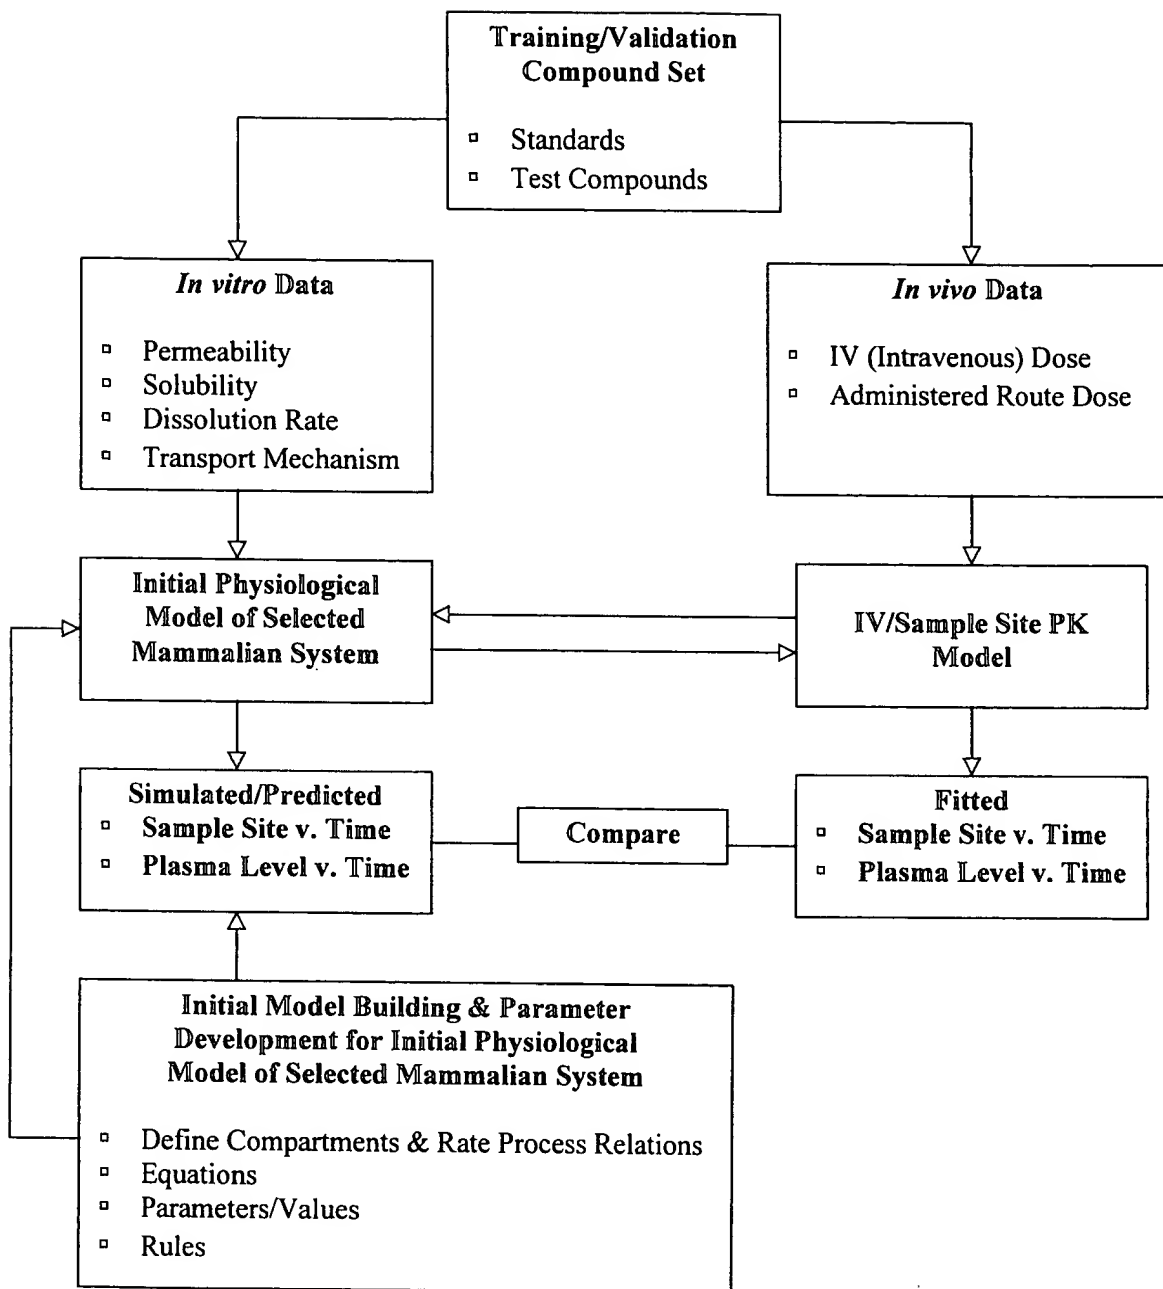 Training/Validation
Compound Set
▫ Standards
▫ Test Compounds
In vitro Data
▫ Permeability
▫ Solubility
▫ Dissolution Rate
▫ Transport Mechanism
In vivo Data
▫ IV (Intravenous) Dose
▫ Administered Route Dose
Initial Physiological
Model of Selected
Mammalian System
IV/Sample Site PK
Model
Simulated/Predicted
▫ Sample Site v. Time
▫ Plasma Level v. Time
Compare
Fitted
▫ Sample Site v. Time
▫ Plasma Level v. Time
Initial Model Building & Parameter
Development for Initial Physiological
Model of Selected Mammalian System
▫ Define Compartments & Rate Process Relations
▫ Equations
▫ Parameters/Values
▫ Rules